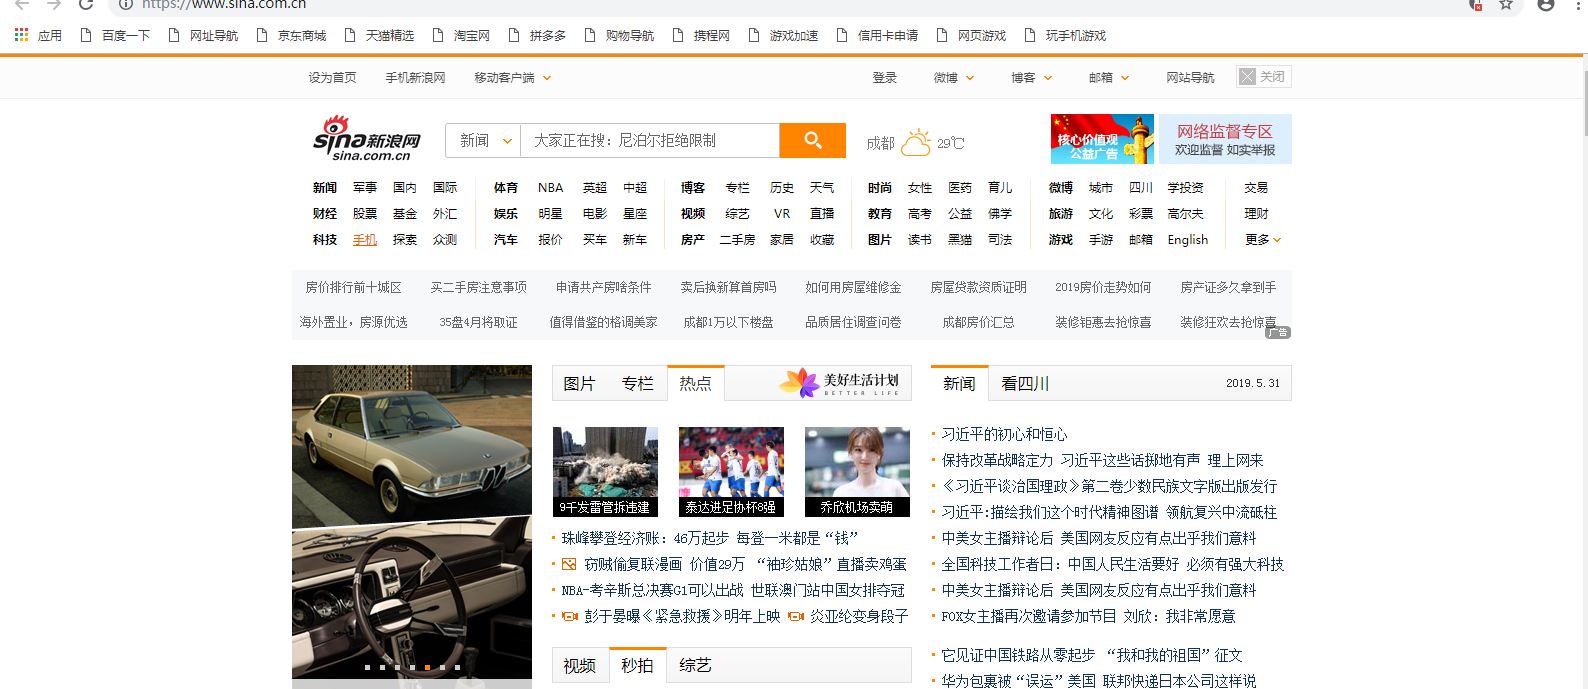 https://www.sina.com.cn
应用 百度一下 网址导航 京东商城 天猫精选 淘宝网 拼多多 购物导航 携程网 游戏加速 信用卡申请 网页游戏 玩手机游戏
设为首页 手机新浪网 移动客户端 登录 微博 博客 邮箱 网站导航 关闭
sina新浪网
sina.com.cn
新闻 大家正在搜：尼泊尔拒绝限制 成都 29℃
核心价值观
公益广告
网络监督专区
欢迎监督 如实举报
新闻 军事 国内 国际 体育 NBA 英超 中超 博客 专栏 历史 天气 时尚 女性 医药 育儿 微博 城市 四川 学投资 交易
财经 股票 基金 外汇 娱乐 明星 电影 星座 视频 综艺 VR 直播 教育 高考 公益 佛学 旅游 文化 彩票 高尔夫 理财
科技 手机 探索 众测 汽车 报价 买车 新车 房产 二手房 家居 收藏 图片 读书 黑猫 司法 游戏 手游 邮箱 English 更多
房价排行前十城区 买二手房注意事项 申请共产房啥条件 卖后换新算首房吗 如何用房屋维修金 房屋贷款资质证明 2019房价走势如何 房产证多久拿到手
海外置业，房源优选 35盘4月将取证 值得借鉴的格调美家 成都1万以下楼盘 品质居住调查问卷 成都房价汇总 装修钜惠去抢惊喜 装修狂欢去抢惊喜
广告
图片 专栏 热点 美好生活计划
BETTER LIFE
9千发雷管拆违建 泰达进足协杯8强 乔欣机场卖萌
珠峰攀登经济账：46万起步 每登一米都是“钱”
窃贼偷复联漫画 价值29万 “袖珍姑娘”直播卖鸡蛋
NBA-考辛斯总决赛G1可以出战 世联澳门站中国女排夺冠
彭于晏曝《紧急救援》明年上映 炎亚纶变身段子
视频 秒拍 综艺
新闻 看四川 2019.5.31
习近平的初心和恒心
保持改革战略定力 习近平这些话掷地有声 理上网来
《习近平谈治国理政》第二卷少数民族文字版出版发行
习近平:描绘我们这个时代精神图谱 领航复兴中流砥柱
中美女主播辩论后 美国网友反应有点出乎我们意料
全国科技工作者日：中国人民生活要好 必须有强大科技
中美女主播辩论后 美国网友反应有点出乎我们意料
FOX女主播再次邀请参加节目 刘欣：我非常愿意
它见证中国铁路从零起步 “我和我的祖国”征文
华为包裹被“误运”美国 联邦快递日本公司这样说